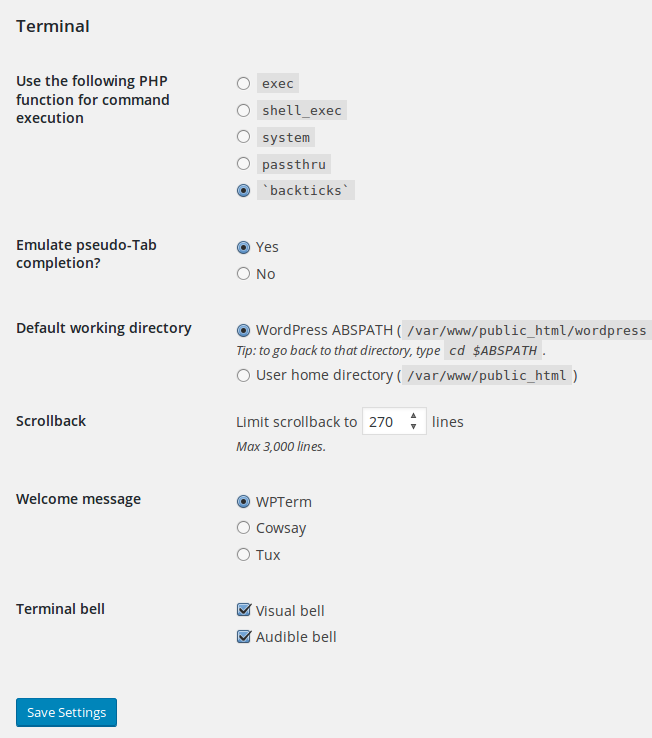 Terminal
Use the following PHP
function for command
execution
exec
shell_exec
system
passthru
`backticks`
Emulate pseudo-Tab
completion?
Yes
No
Default working directory
WordPress ABSPATH ( /var/www/public_html/wordpress
Tip: to go back to that directory, type cd $ABSPATH .
User home directory ( /var/www/public_html )
Scrollback
Limit scrollback to 270 lines
Max 3,000 lines.
Welcome message
WPTerm
Cowsay
Tux
Terminal bell
Visual bell
Audible bell
Save Settings